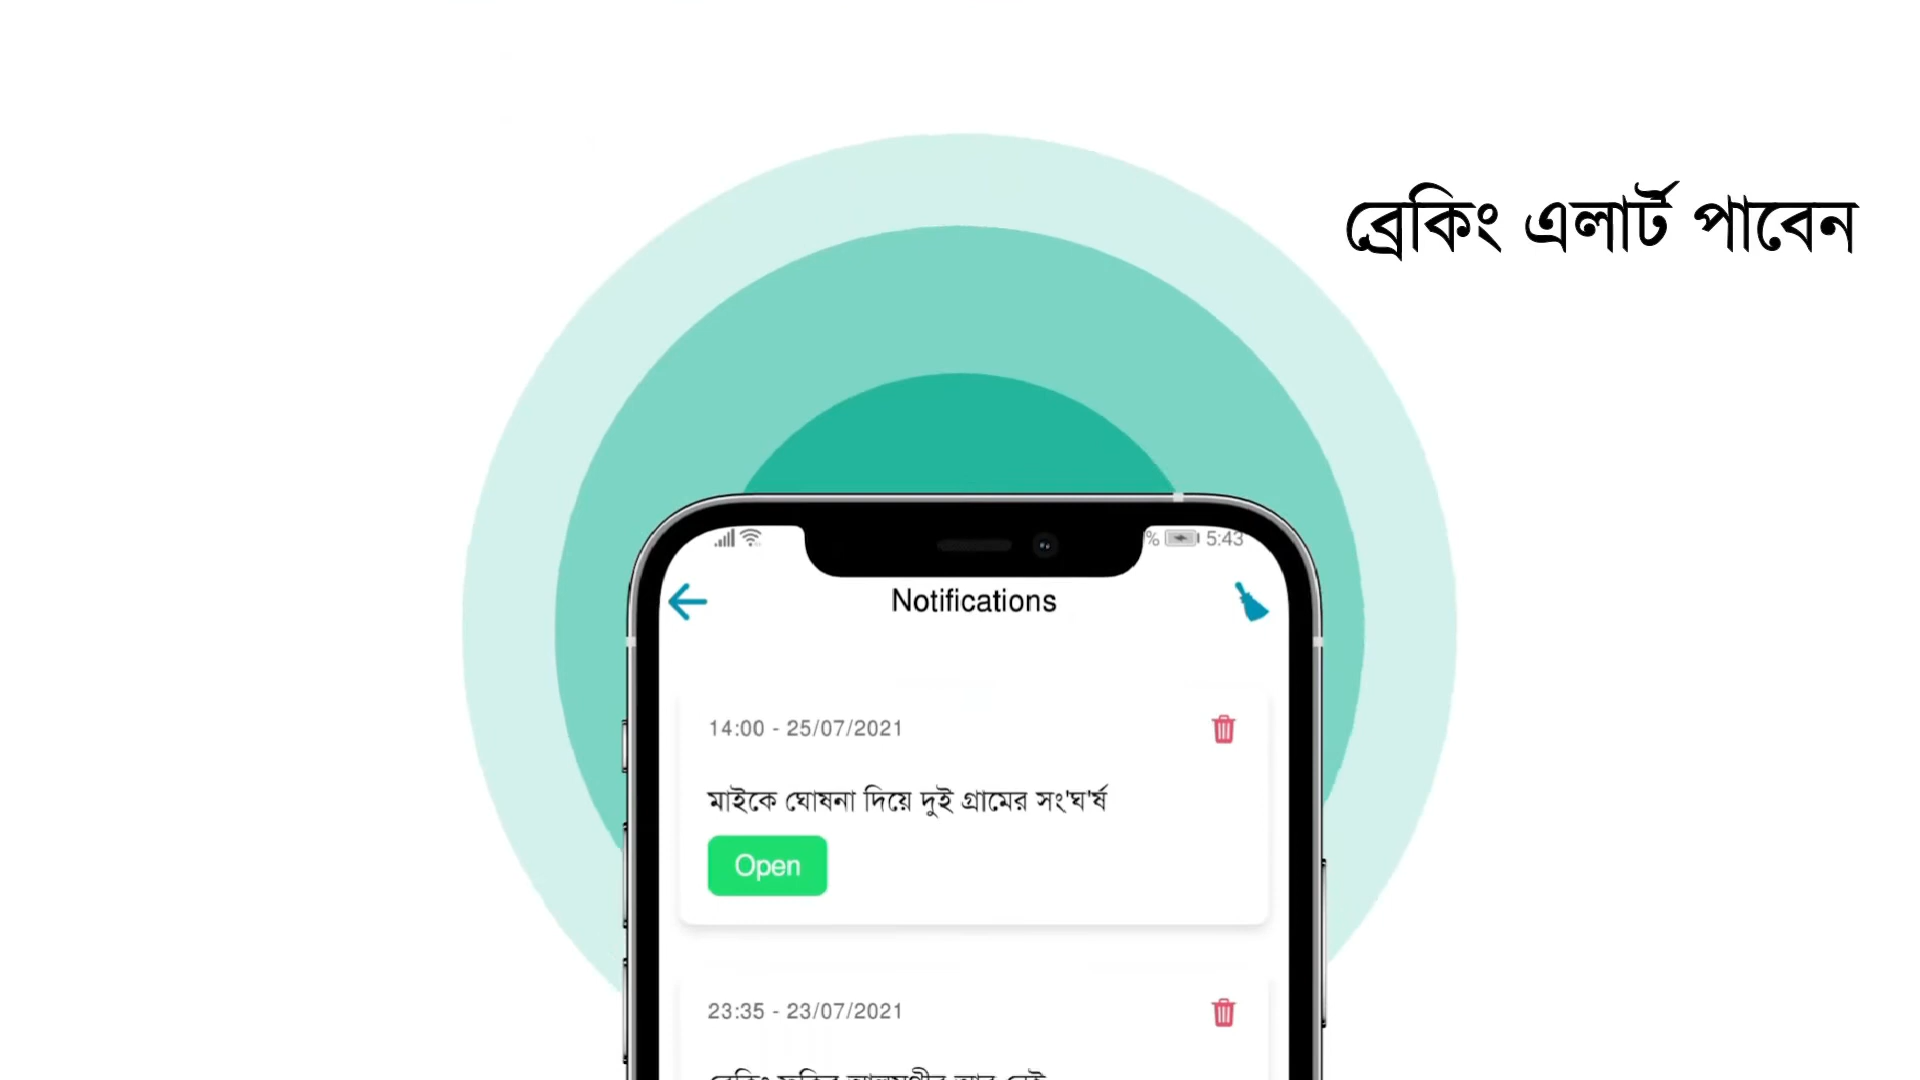 ব্রেকিং এলার্ট পাবেন
% 5:43
Notifications
14:00 - 25/07/2021
মাইকে ঘোষনা দিয়ে দুই গ্রামের সং'ঘ'র্ষ
Open
23:35 - 23/07/2021